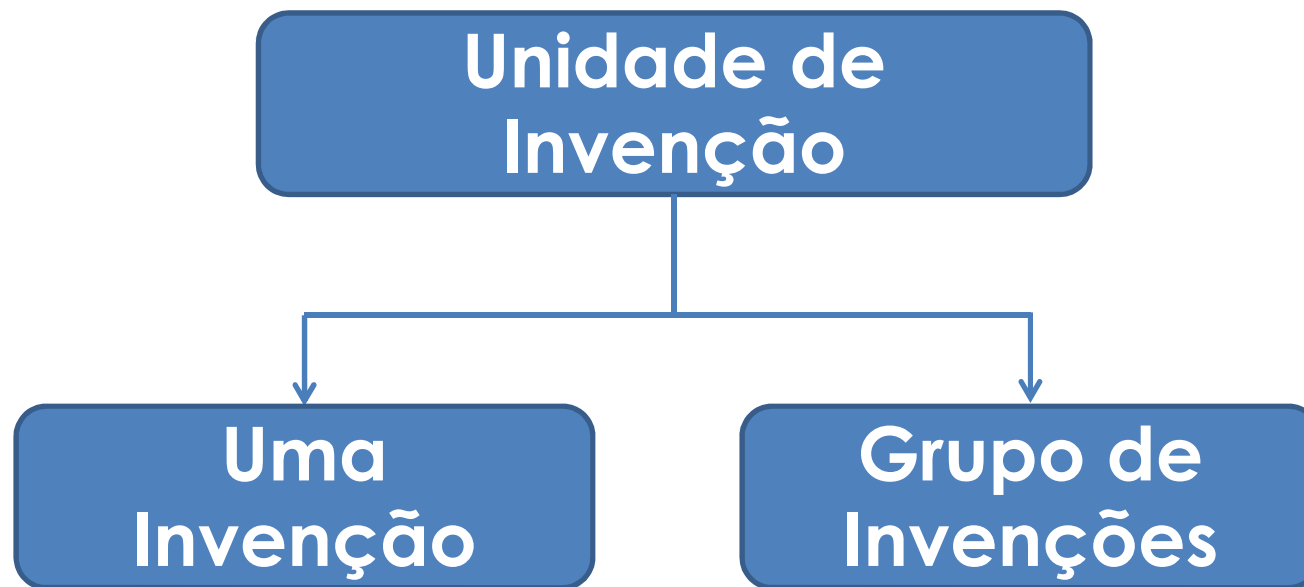 Unidade de
Invenção
Uma
Invenção
Grupo de
Invenções